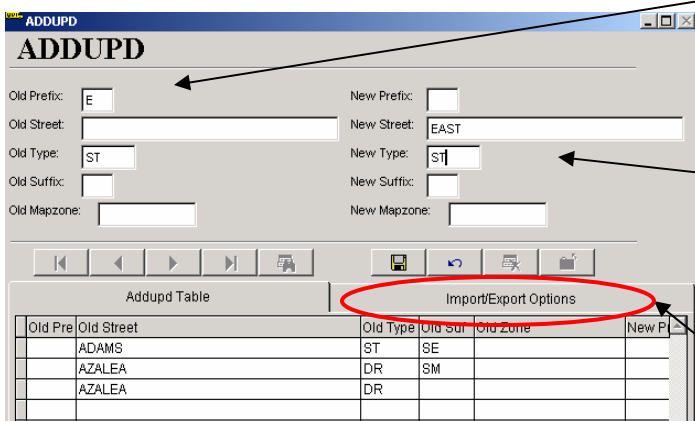 ADDUPD
ADDUPD
Old Prefix: E New Prefix:
Old Street: New Street: EAST
Old Type: ST New Type: ST
Old Suffix: New Suffix:
Old Mapzone: New Mapzone:
Addupd Table Import/Export Options
Old Pre Old Street Old Type Old Suf Old Zone New Pr
ADAMS ST SE
AZALEA DR SM
AZALEA DR